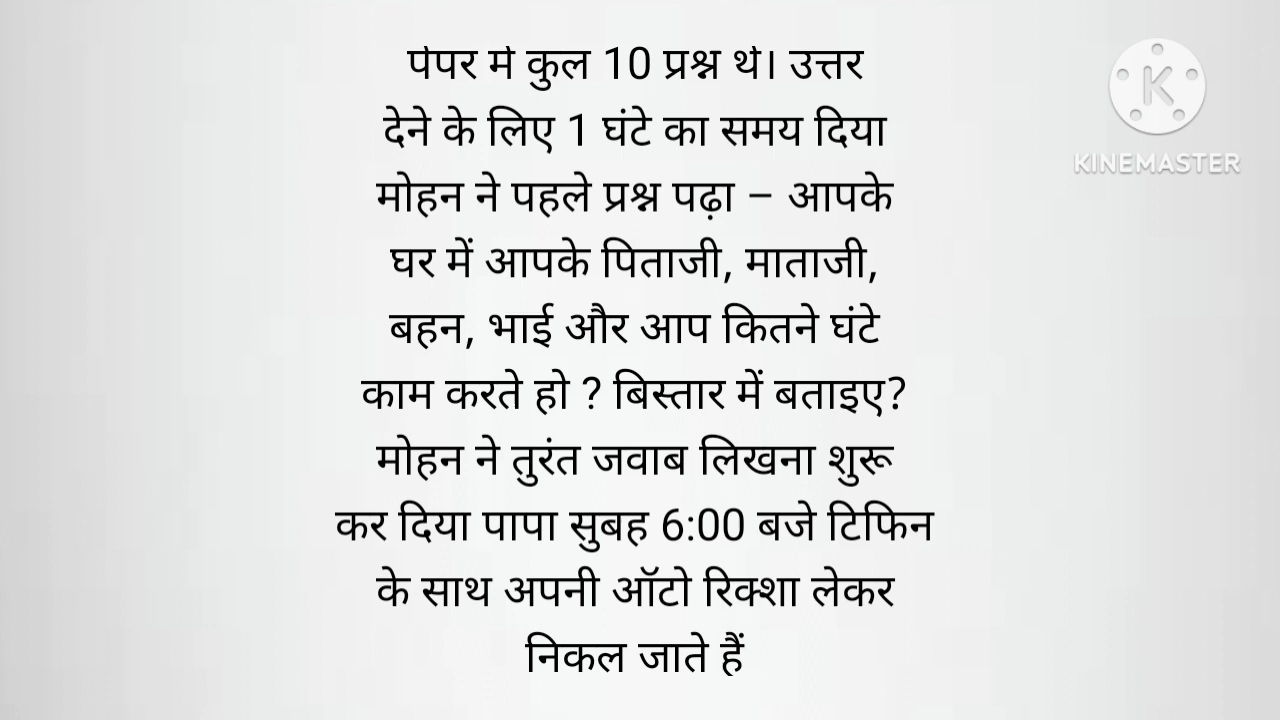 पेपर में कुल 10 प्रश्न थे। उत्तर
देने के लिए 1 घंटे का समय दिया
मोहन ने पहले प्रश्न पढ़ा – आपके
घर में आपके पिताजी, माताजी,
बहन, भाई और आप कितने घंटे
काम करते हो ? बिस्तार में बताइए?
मोहन ने तुरंत जवाब लिखना शुरू
कर दिया पापा सुबह 6:00 बजे टिफिन
के साथ अपनी ऑटो रिक्शा लेकर
निकल जाते हैं
K
KINEMASTER